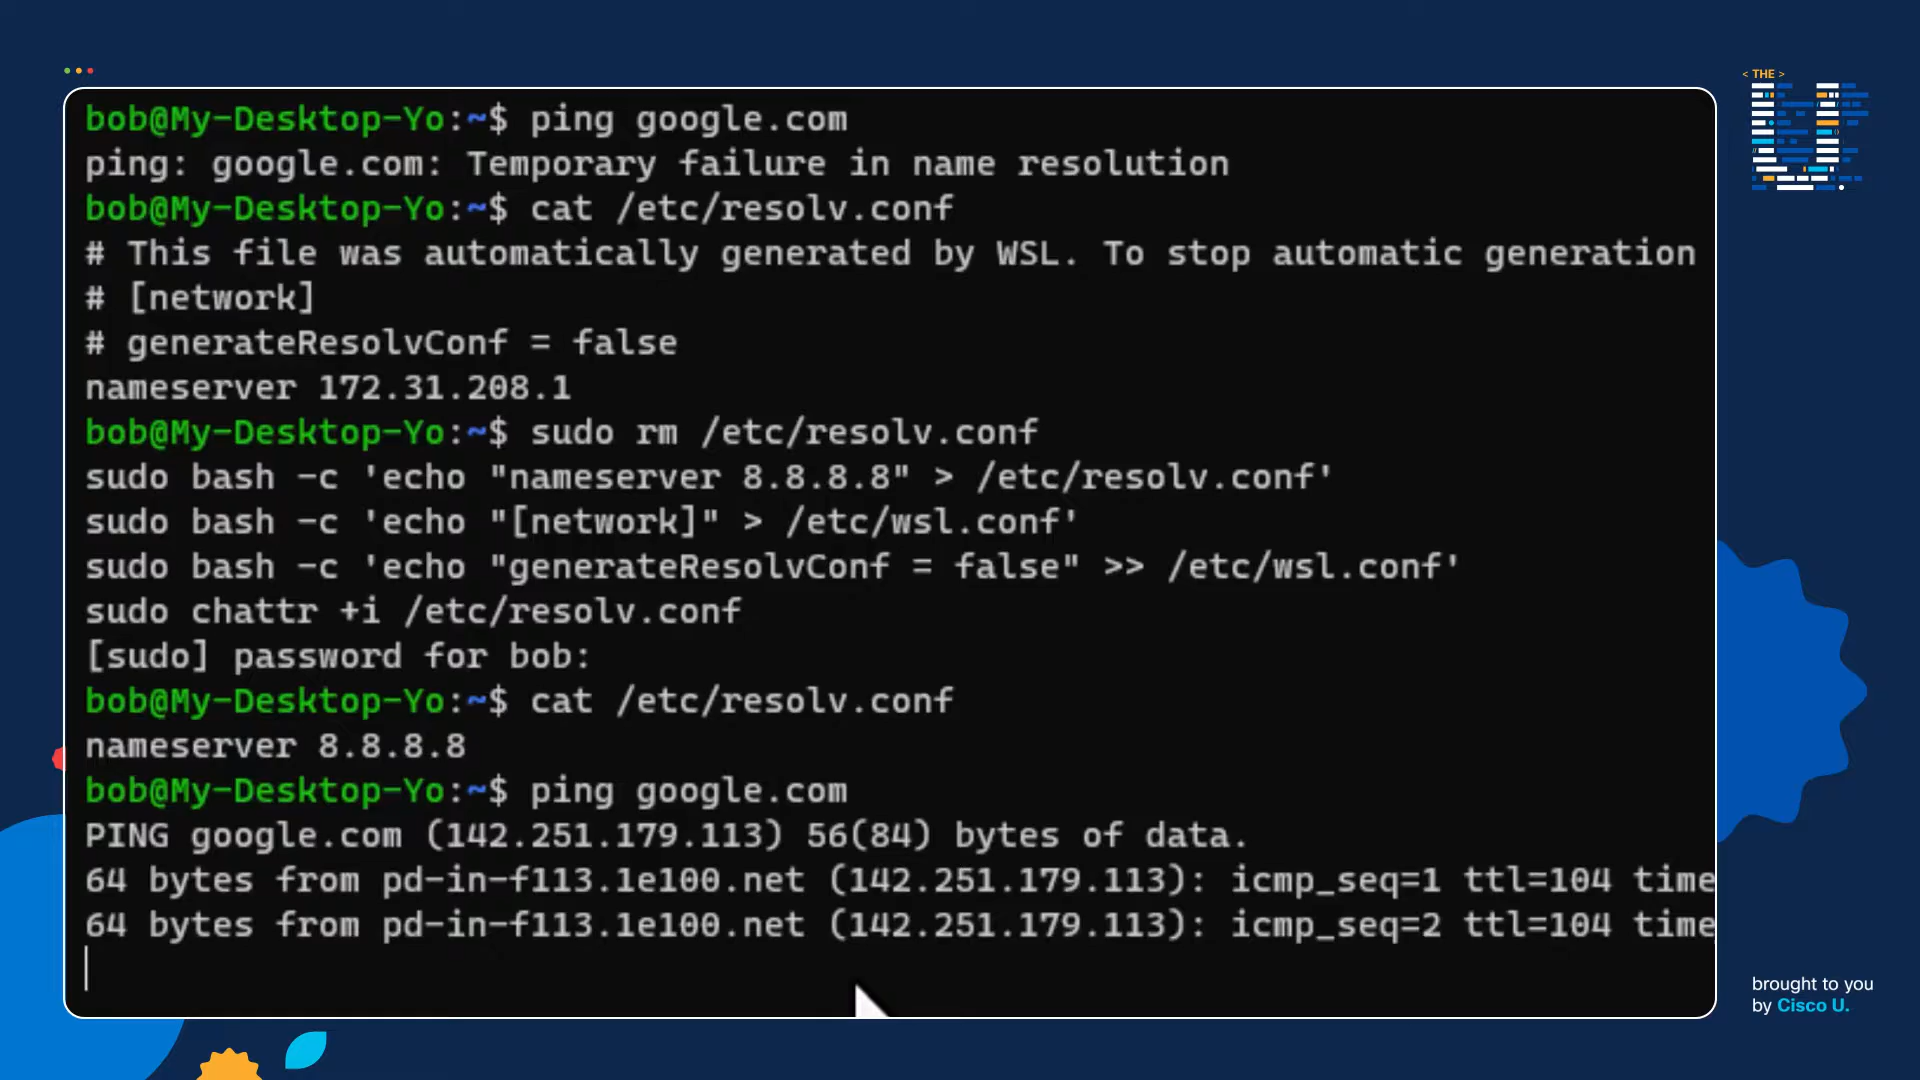 < THE >
bob@My-Desktop-Yo:~$ ping google.com
ping: google.com: Temporary failure in name resolution
bob@My-Desktop-Yo:~$ cat /etc/resolv.conf
# This file was automatically generated by WSL. To stop automatic generation
# [network]
# generateResolvConf = false
nameserver 172.31.208.1
bob@My-Desktop-Yo:~$ sudo rm /etc/resolv.conf
sudo bash -c 'echo "nameserver 8.8.8.8" > /etc/resolv.conf'
sudo bash -c 'echo "[network]" > /etc/wsl.conf'
sudo bash -c 'echo "generateResolvConf = false" >> /etc/wsl.conf'
sudo chattr +i /etc/resolv.conf
[sudo] password for bob:
bob@My-Desktop-Yo:~$ cat /etc/resolv.conf
nameserver 8.8.8.8
bob@My-Desktop-Yo:~$ ping google.com
PING google.com (142.251.179.113) 56(84) bytes of data.
64 bytes from pd-in-f113.1e100.net (142.251.179.113): icmp_seq=1 ttl=104 time
64 bytes from pd-in-f113.1e100.net (142.251.179.113): icmp_seq=2 ttl=104 time
brought to you
by Cisco U.